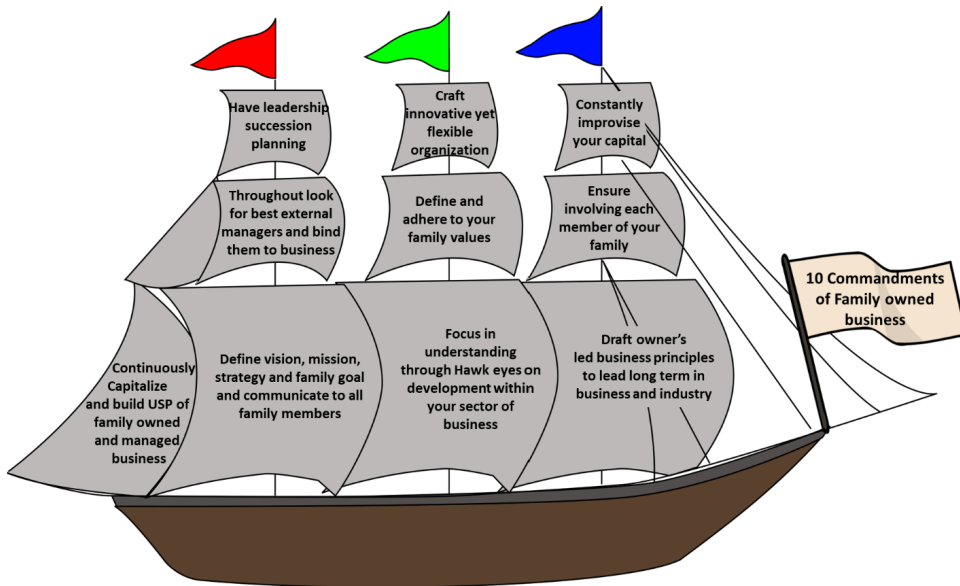 Have leadership
succession
planning
Craft
innovative yet
flexible
organization
Constantly
improvise
your capital
Throughout look
for best external
managers and bind
them to business
Define and
adhere to your
family values
Ensure
involving each
member of your
family
10 Commandments
of Family owned
business
Continuously
Capitalize
and build USP of
family owned
and managed
business
Define vision, mission,
strategy and family goal
and communicate to all
family members
Focus in
understanding
through Hawk eyes on
development within
your sector of
business
Draft owner’s
led business principles
to lead long term in
business and industry